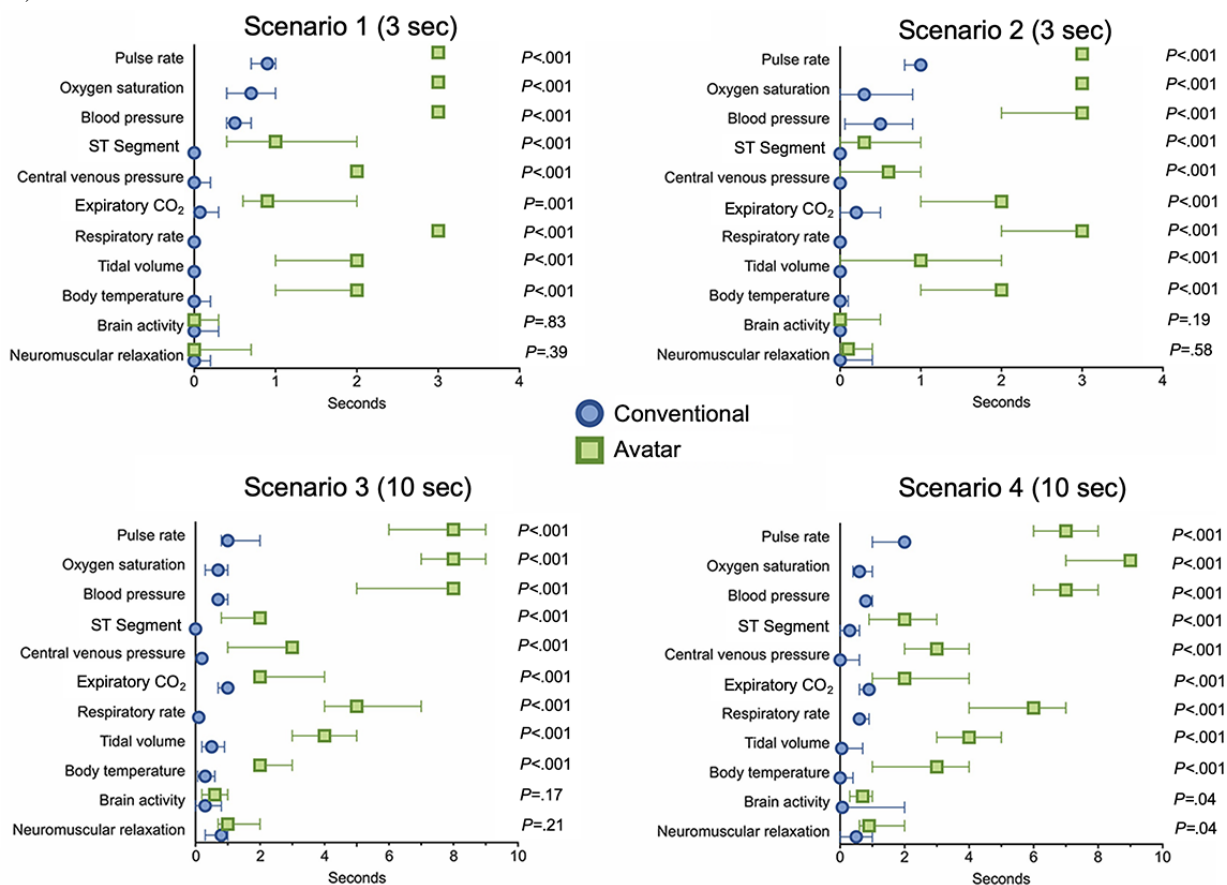 Scenario 1 (3 sec)
Pulse rate P<.001
Oxygen saturation P<.001
Blood pressure P<.001
ST Segment P<.001
Central venous pressure P<.001
Expiratory CO₂ P=.001
Respiratory rate P<.001
Tidal volume P<.001
Body temperature P<.001
Brain activity P=.83
Neuromuscular relaxation P=.39
0 1 2 3 4
Seconds
Scenario 2 (3 sec)
Pulse rate P<.001
Oxygen saturation P<.001
Blood pressure P<.001
ST Segment P<.001
Central venous pressure P<.001
Expiratory CO₂ P<.001
Respiratory rate P<.001
Tidal volume P<.001
Body temperature P<.001
Brain activity P=.19
Neuromuscular relaxation P=.58
0 1 2 3 4
Seconds
Conventional
Avatar
Scenario 3 (10 sec)
Pulse rate P<.001
Oxygen saturation P<.001
Blood pressure P<.001
ST Segment P<.001
Central venous pressure P<.001
Expiratory CO₂ P<.001
Respiratory rate P<.001
Tidal volume P<.001
Body temperature P<.001
Brain activity P=.17
Neuromuscular relaxation P=.21
0 2 4 6 8 10
Seconds
Scenario 4 (10 sec)
Pulse rate P<.001
Oxygen saturation P<.001
Blood pressure P<.001
ST Segment P<.001
Central venous pressure P<.001
Expiratory CO₂ P<.001
Respiratory rate P<.001
Tidal volume P<.001
Body temperature P<.001
Brain activity P=.04
Neuromuscular relaxation P=.04
0 2 4 6 8 10
Seconds